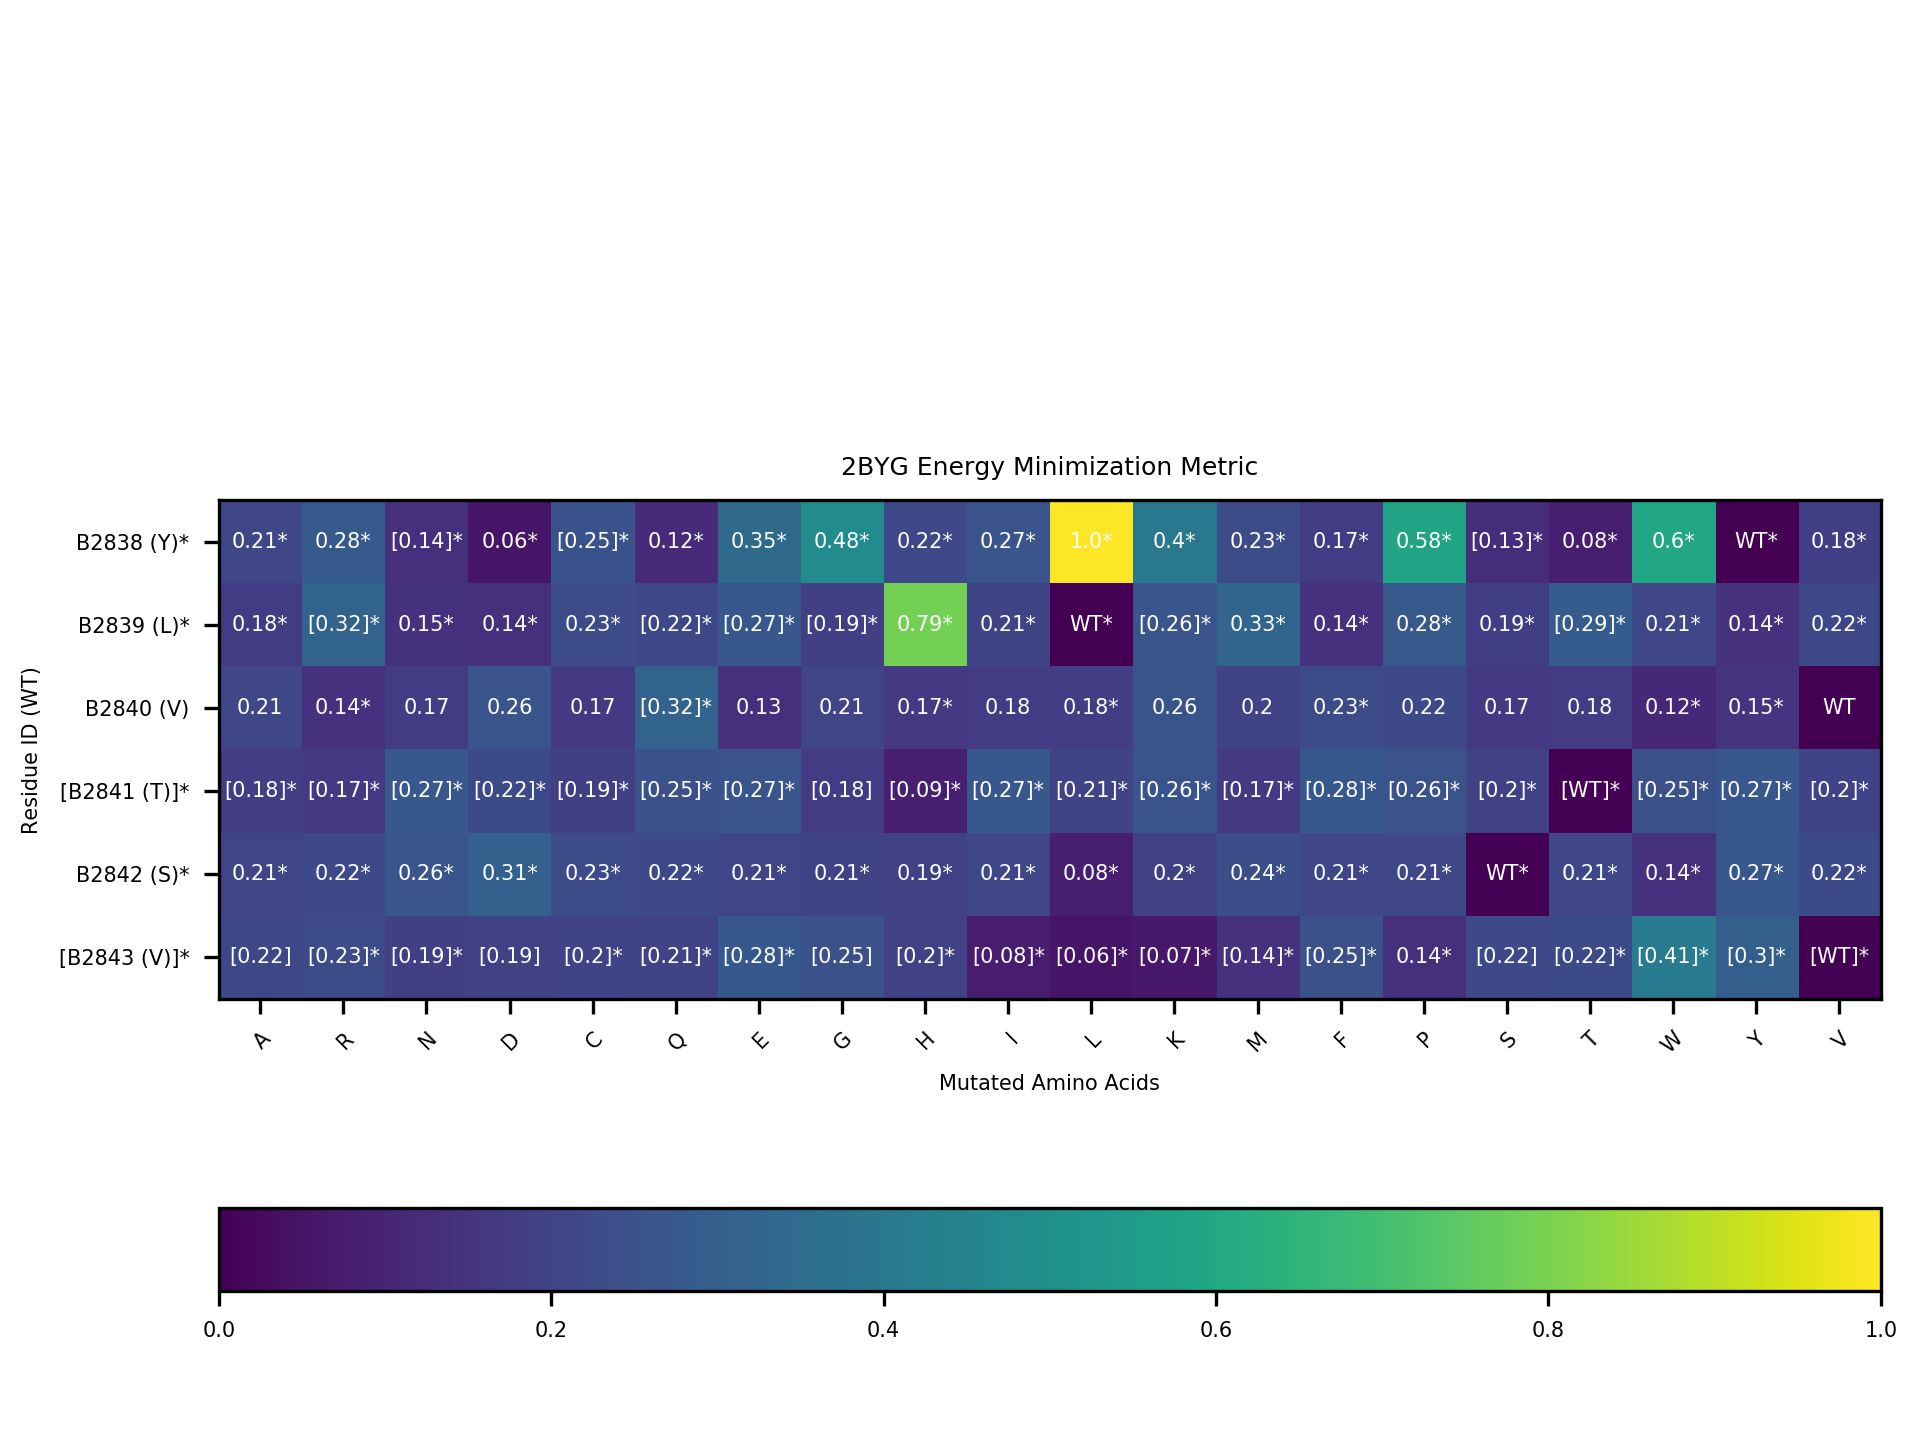 2BYG Energy Minimization Metric
Residue ID (WT)
B2838 (Y)* 0.21* 0.28* [0.14]* 0.06* [0.25]* 0.12* 0.35* 0.48* 0.22* 0.27* 1.0* 0.4* 0.23* 0.17* 0.58* [0.13]* 0.08* 0.6* WT* 0.18*
B2839 (L)* 0.18* [0.32]* 0.15* 0.14* 0.23* [0.22]* [0.27]* [0.19]* 0.79* 0.21* WT* [0.26]* 0.33* 0.14* 0.28* 0.19* [0.29]* 0.21* 0.14* 0.22*
B2840 (V) 0.21 0.14* 0.17 0.26 0.17 [0.32]* 0.13 0.21 0.17* 0.18 0.18* 0.26 0.2 0.23* 0.22 0.17 0.18 0.12* 0.15* WT
[B2841 (T)]* [0.18]* [0.17]* [0.27]* [0.22]* [0.19]* [0.25]* [0.27]* [0.18] [0.09]* [0.27]* [0.21]* [0.26]* [0.17]* [0.28]* [0.26]* [0.2]* [WT]* [0.25]* [0.27]* [0.2]*
B2842 (S)* 0.21* 0.22* 0.26* 0.31* 0.23* 0.22* 0.21* 0.21* 0.19* 0.21* 0.08* 0.2* 0.24* 0.21* 0.21* WT* 0.21* 0.14* 0.27* 0.22*
[B2843 (V)]* [0.22] [0.23]* [0.19]* [0.19] [0.2]* [0.21]* [0.28]* [0.25] [0.2]* [0.08]* [0.06]* [0.07]* [0.14]* [0.25]* 0.14* [0.22] [0.22]* [0.41]* [0.3]* [WT]*
A R N D C Q E G H I L K M F P S T W Y V
Mutated Amino Acids
0.0 0.2 0.4 0.6 0.8 1.0